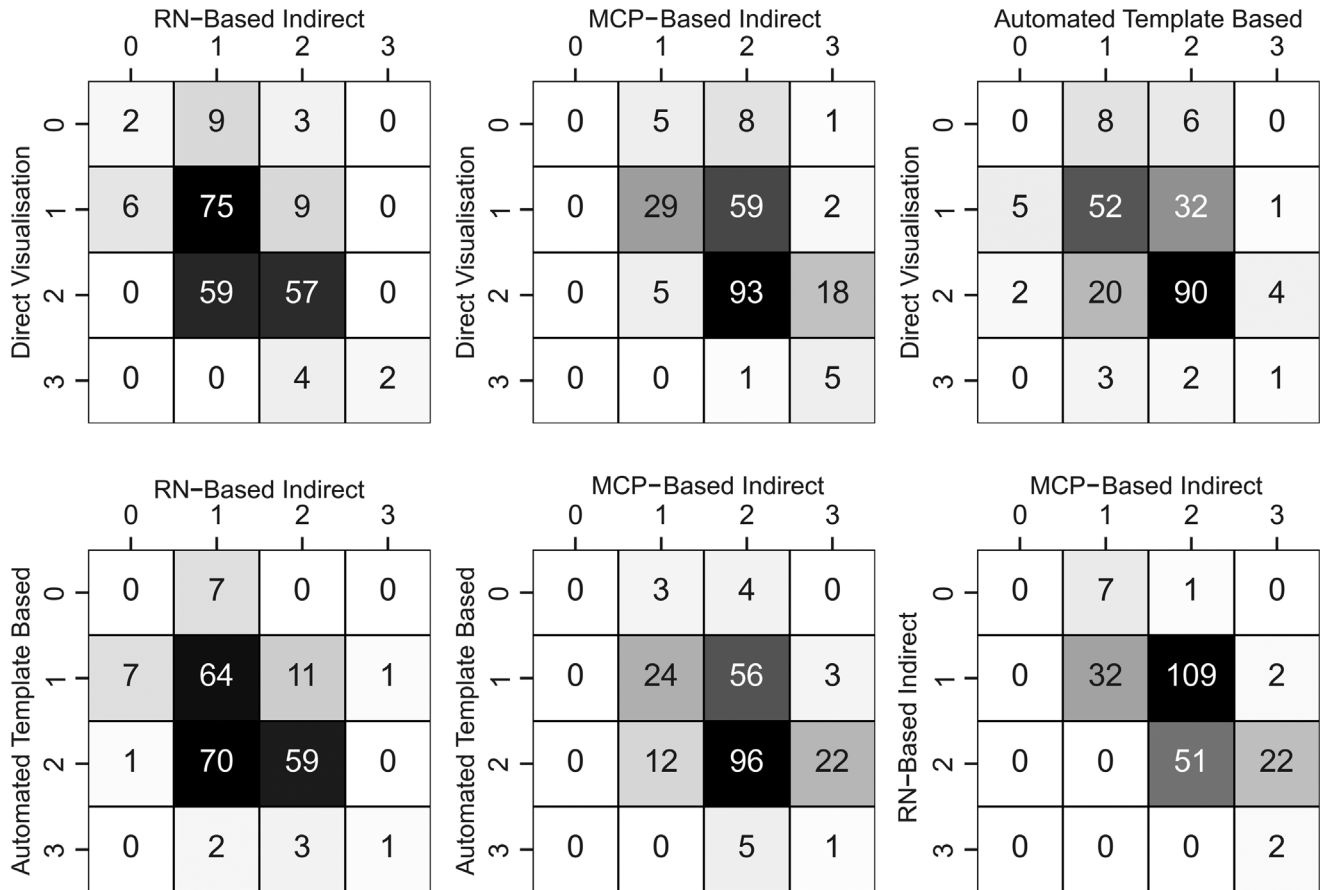 RN−Based Indirect
0 1 2 3
Direct Visualisation
0 2 9 3 0
1 6 75 9 0
2 0 59 57 0
3 0 0 4 2
MCP−Based Indirect
0 1 2 3
Direct Visualisation
0 0 5 8 1
1 0 29 59 2
2 0 5 93 18
3 0 0 1 5
Automated Template Based
0 1 2 3
Direct Visualisation
0 0 8 6 0
1 5 52 32 1
2 2 20 90 4
3 0 3 2 1
RN−Based Indirect
0 1 2 3
Automated Template Based
0 0 7 0 0
1 7 64 11 1
2 1 70 59 0
3 0 2 3 1
MCP−Based Indirect
0 1 2 3
Automated Template Based
0 0 3 4 0
1 0 24 56 3
2 0 12 96 22
3 0 0 5 1
MCP−Based Indirect
0 1 2 3
RN−Based Indirect
0 0 7 1 0
1 0 32 109 2
2 0 0 51 22
3 0 0 0 2